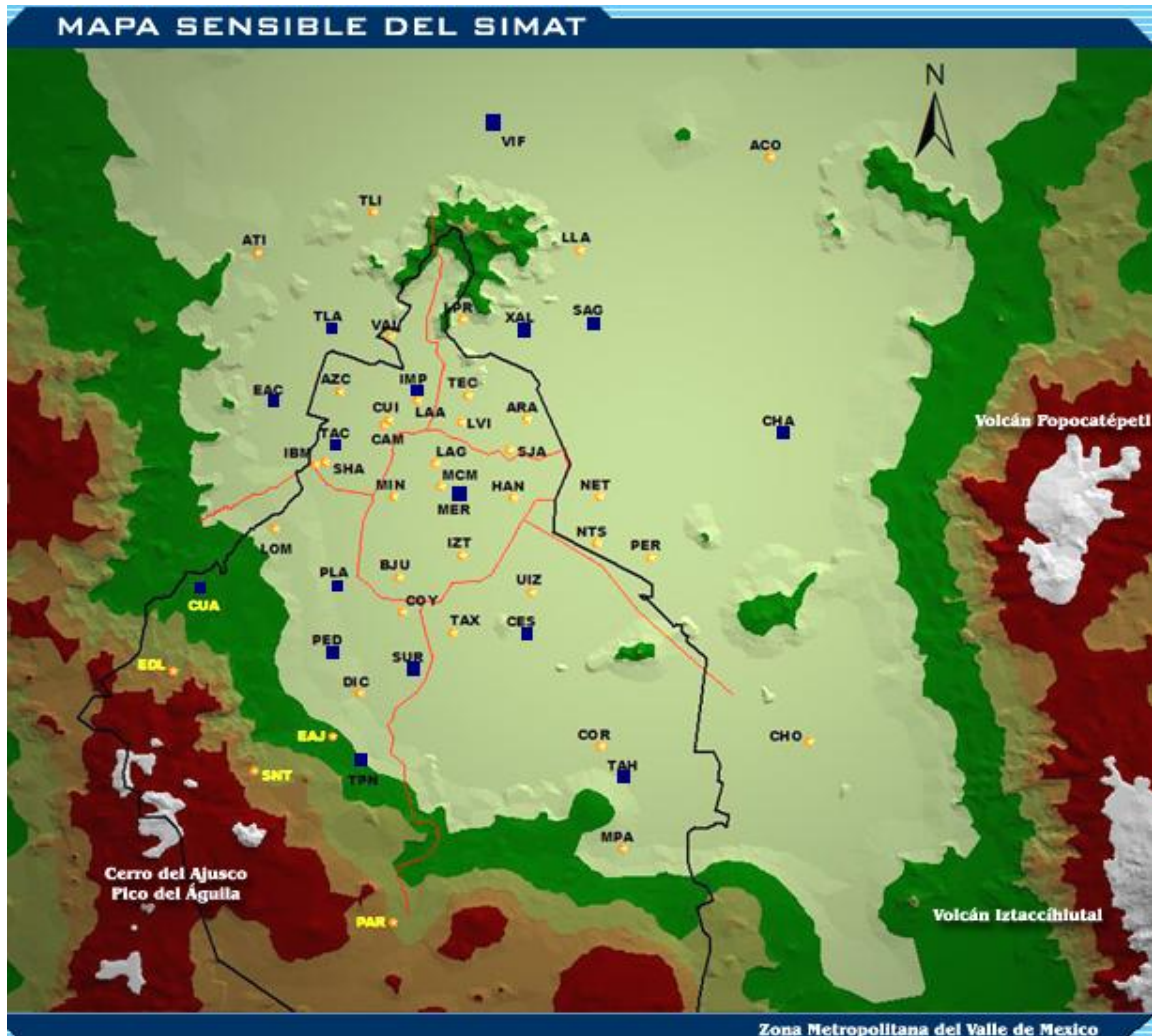 MAPA SENSIBLE DEL SIMAT
N
VIF
ACO
TLI
ATI
LLA
LPR
TLA
VAL
XAL
SAG
AZC
IMP
TEC
EAC
LAA
CUI
LVI
ARA
CHA
Volcán Popocatépetl
CAM
TAC
IBM
SHA
LAG
SJA
MIN
MCM
HAN
NET
MER
LOM
IZT
NTS
PER
PLA
BJU
UIZ
CUA
COY
TAX
CES
PED
SUR
EDL
DIC
EAJ
COR
CHO
SNT
TPN
TAH
MPA
Cerro del Ajusco
Pico del Águila
PAR
Volcán Iztaccíhlutal
Zona Metropolitana del Valle de Mexico